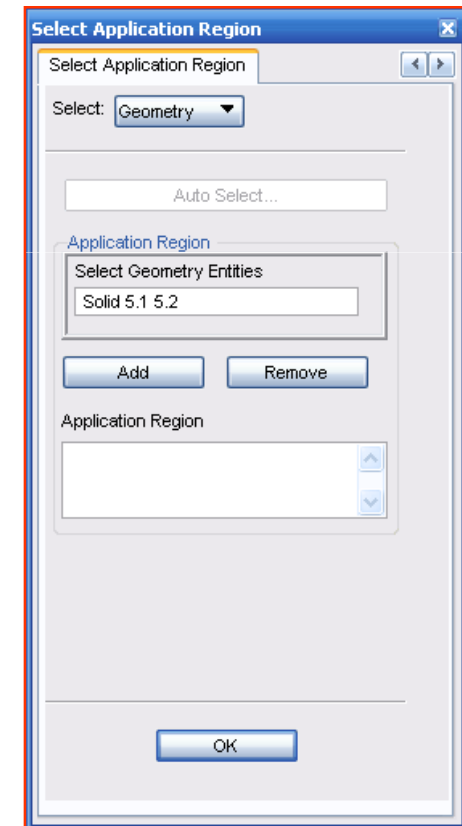 Select Application Region
Select Application Region
Select: Geometry
Auto Select...
Application Region
Select Geometry Entities
Solid 5.1 5.2
Add Remove
Application Region
OK